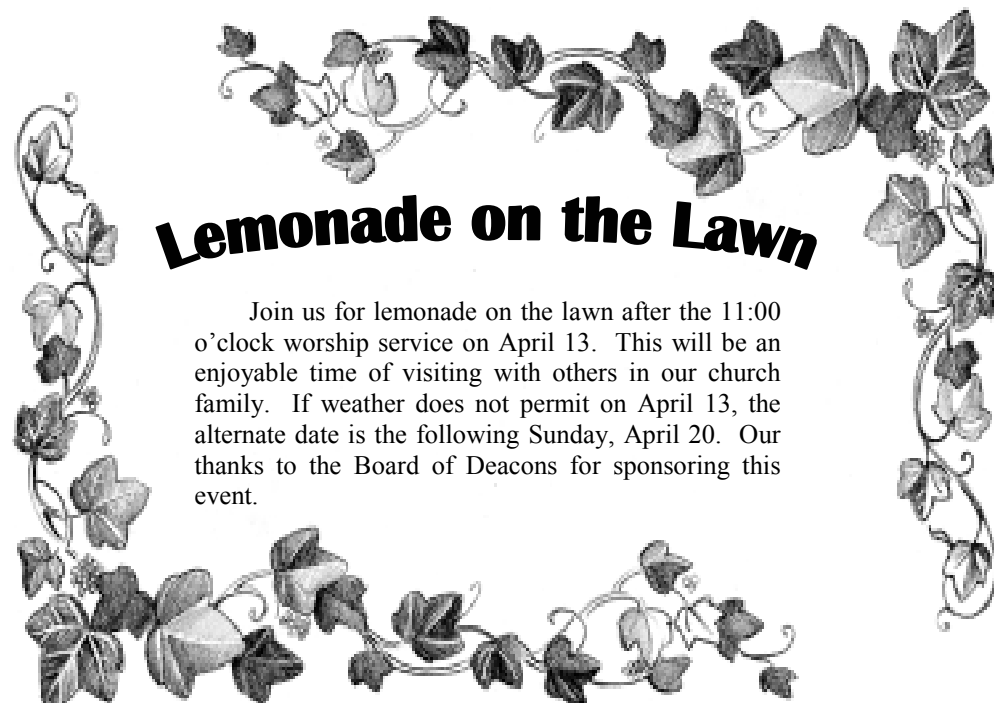 Lemonade on the Lawn
Join us for lemonade on the lawn after the 11:00
o’clock worship service on April 13.  This will be an
enjoyable time of visiting with others in our church
family.  If weather does not permit on April 13, the
alternate date is the following Sunday, April 20.  Our
thanks to the Board of Deacons for sponsoring this
event.